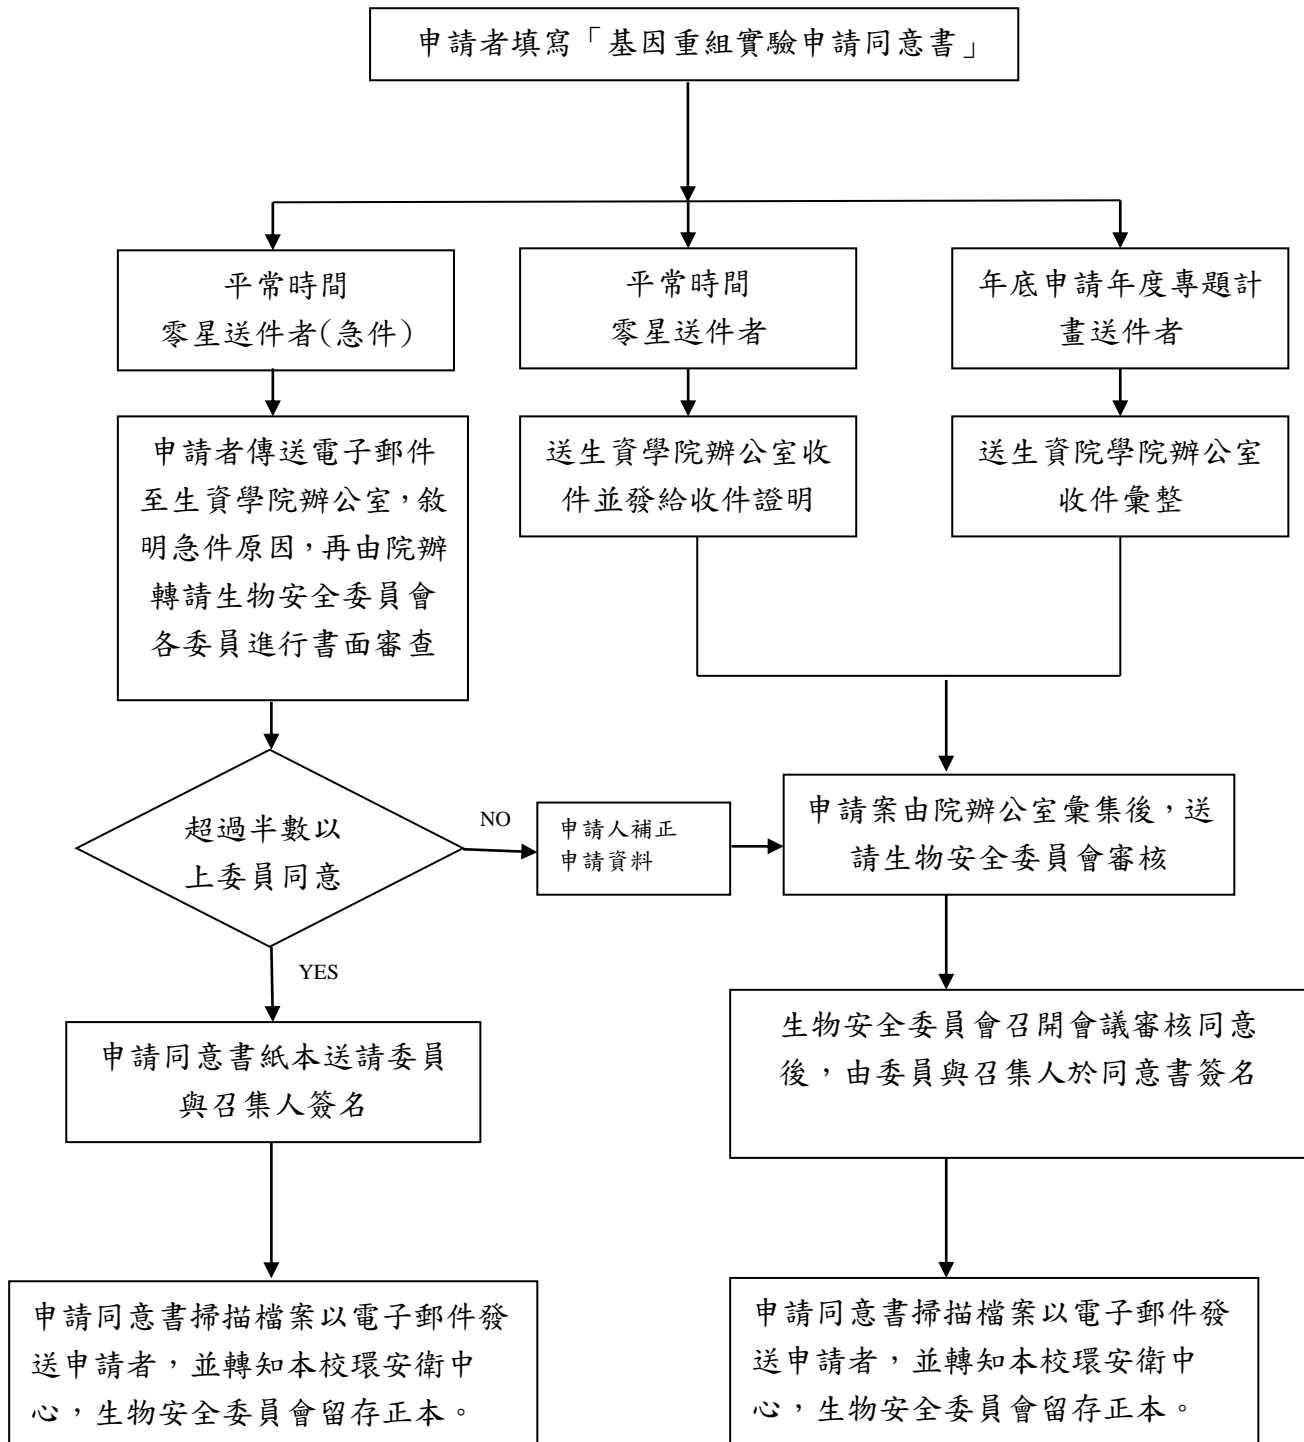 申請者填寫「基因重組實驗申請同意書」
平常時間
零星送件者(急件)
平常時間
零星送件者
年底申請年度專題計
畫送件者
申請者傳送電子郵件
至生資學院辦公室，敘
明急件原因，再由院辦
轉請生物安全委員會
各委員進行書面審查
送生資學院辦公室收
件並發給收件證明
送生資院學院辦公室
收件彙整
超過半數以
上委員同意
NO
申請人補正
申請資料
申請案由院辦公室彙集後，送
請生物安全委員會審核
YES
申請同意書紙本送請委員
與召集人簽名
生物安全委員會召開會議審核同意
後，由委員與召集人於同意書簽名
申請同意書掃描檔案以電子郵件發
送申請者，並轉知本校環安衛中
心，生物安全委員會留存正本。
申請同意書掃描檔案以電子郵件發
送申請者，並轉知本校環安衛中
心，生物安全委員會留存正本。